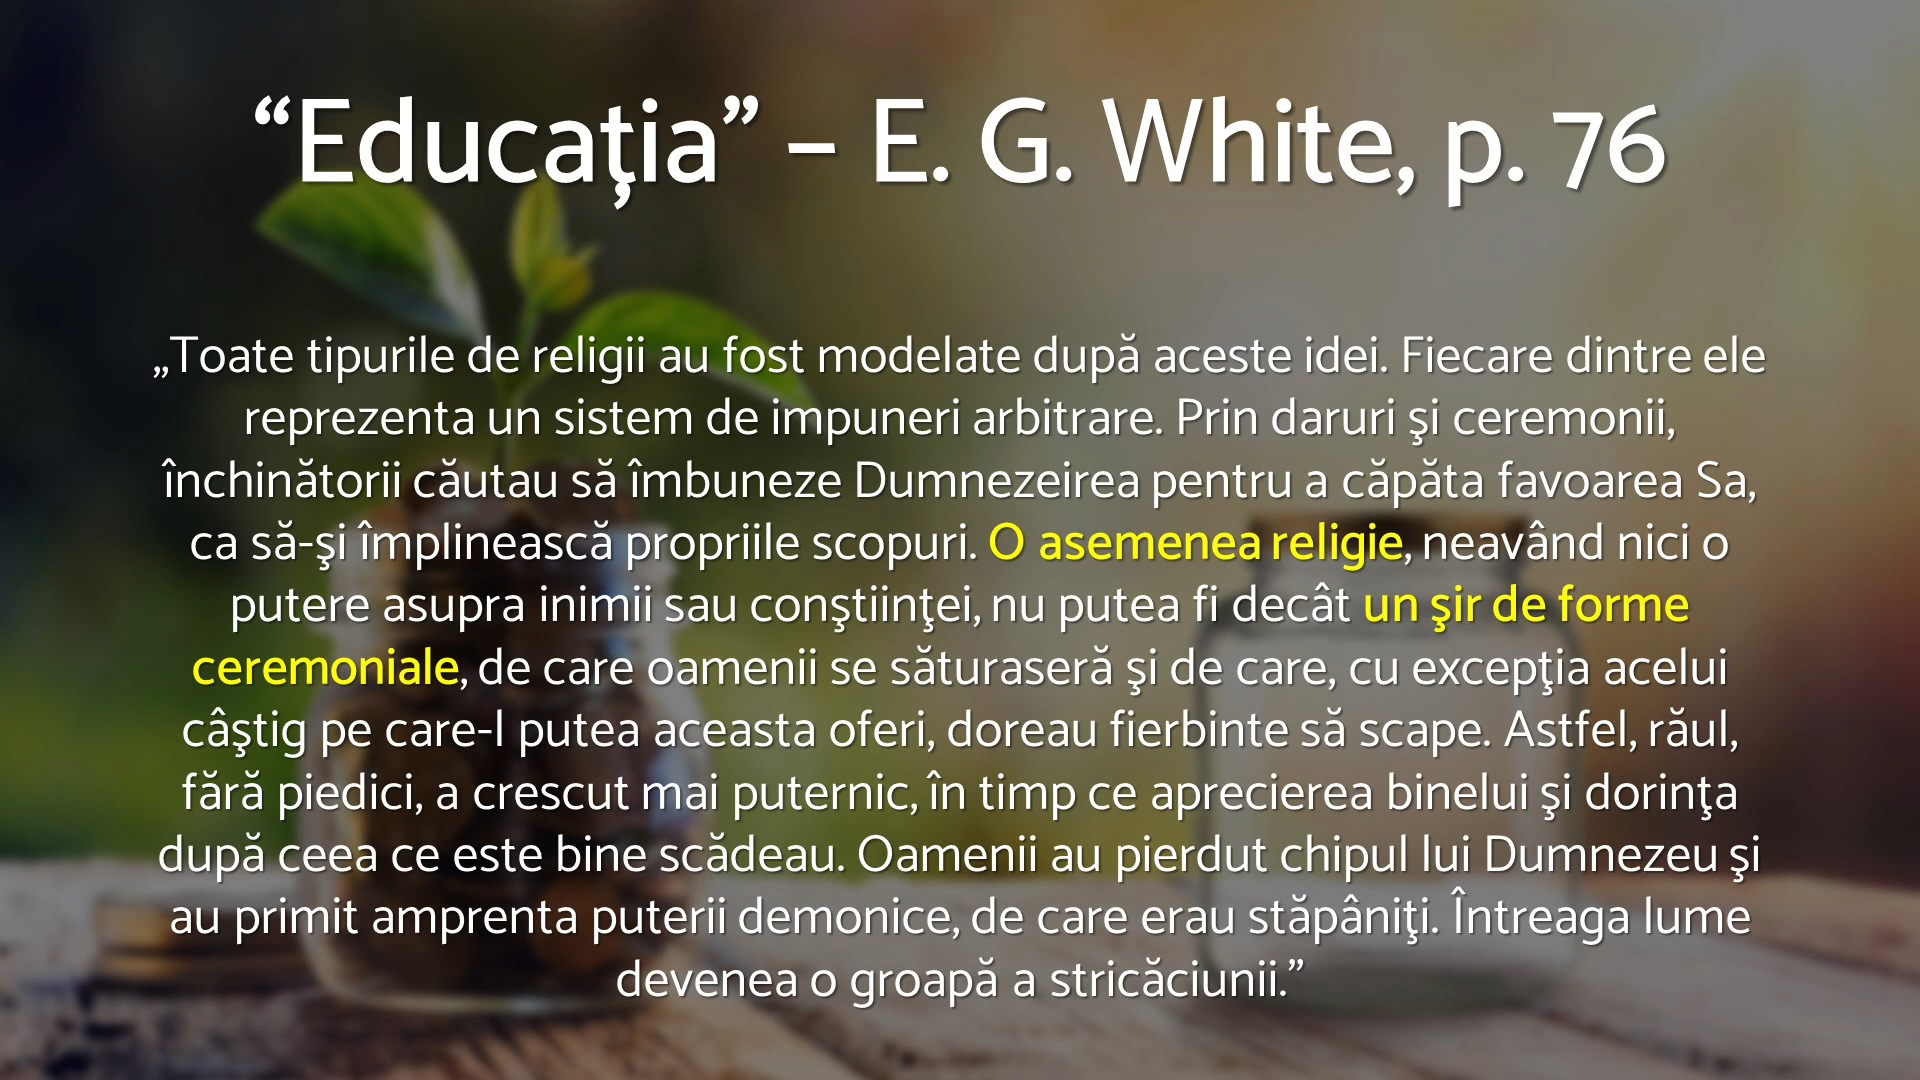 “Educaţia” – E. G. White, p. 76
„Toate tipurile de religii au fost modelate după aceste idei. Fiecare dintre ele
reprezenta un sistem de impuneri arbitrare. Prin daruri şi ceremonii,
închinătorii căutau să îmbuneze Dumnezeirea pentru a căpăta favoarea Sa,
ca să-şi împlinească propriile scopuri. O asemenea religie, neavând nici o
putere asupra inimii sau conştiinţei, nu putea fi decât un şir de forme
ceremoniale, de care oamenii se săturaseră şi de care, cu excepţia acelui
câştig pe care-l putea aceasta oferi, doreau fierbinte să scape. Astfel, răul,
fără piedici, a crescut mai puternic, în timp ce aprecierea binelui şi dorinţa
după ceea ce este bine scădeau. Oamenii au pierdut chipul lui Dumnezeu şi
au primit amprenta puterii demonice, de care erau stăpâniţi. Întreaga lume
devenea o groapă a stricăciunii.”